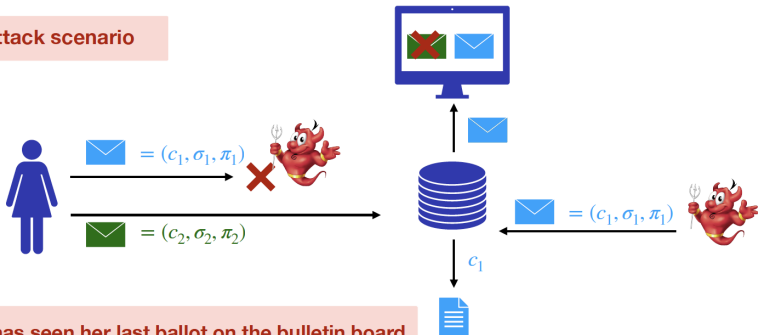 ttack scenario
= (c₁, σ₁, π₁)
= (c₂, σ₂, π₂)
= (c₁, σ₁, π₁)
c₁
has seen her last ballot on the bulletin board